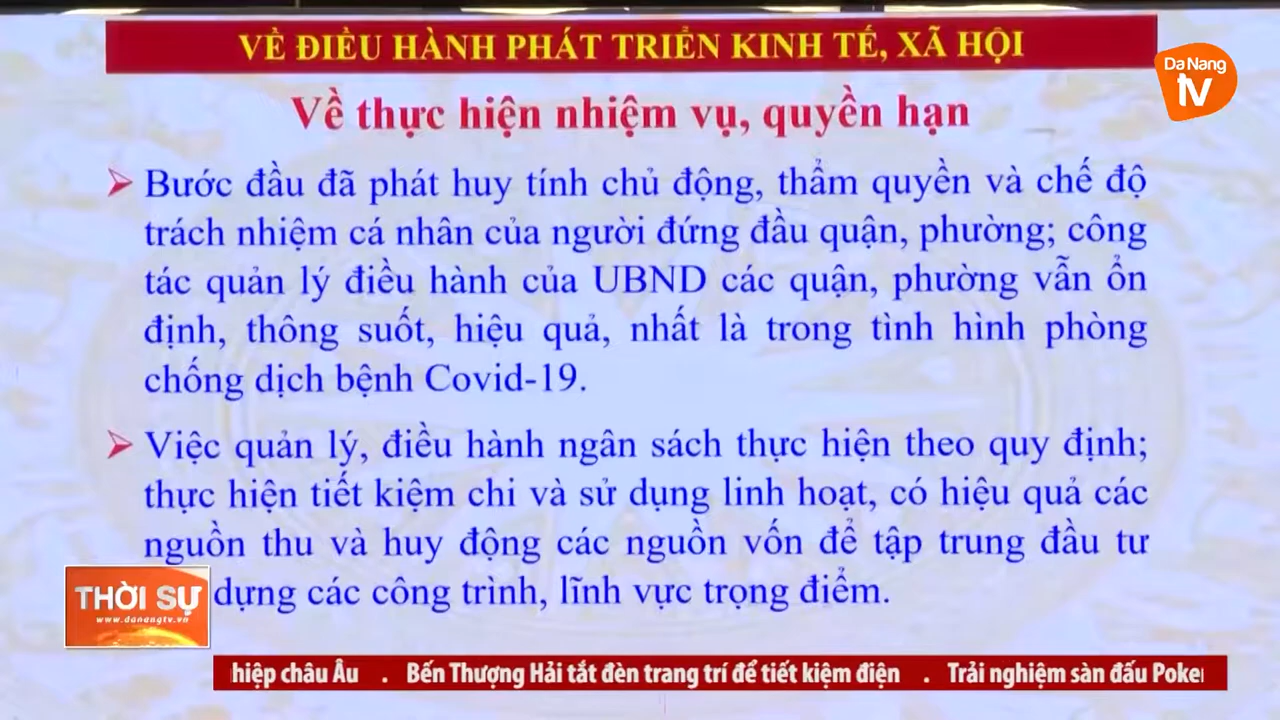 VỀ ĐIỀU HÀNH PHÁT TRIỂN KINH TẾ, XÃ HỘI
Da Nang
tv
Về thực hiện nhiệm vụ, quyền hạn
Bước đầu đã phát huy tính chủ động, thẩm quyền và chế độ
trách nhiệm cá nhân của người đứng đầu quận, phường; công
tác quản lý điều hành của UBND các quận, phường vẫn ổn
định, thông suốt, hiệu quả, nhất là trong tình hình phòng
chống dịch bệnh Covid-19.
Việc quản lý, điều hành ngân sách thực hiện theo quy định;
thực hiện tiết kiệm chi và sử dụng linh hoạt, có hiệu quả các
nguồn thu và huy động các nguồn vốn để tập trung đầu tư
dựng các công trình, lĩnh vực trọng điểm.
THỜI SỰ
www.danangtv.vn
hiệp châu Âu . Bến Thượng Hải tắt đèn trang trí để tiết kiệm điện . Trải nghiệm sàn đấu Poke